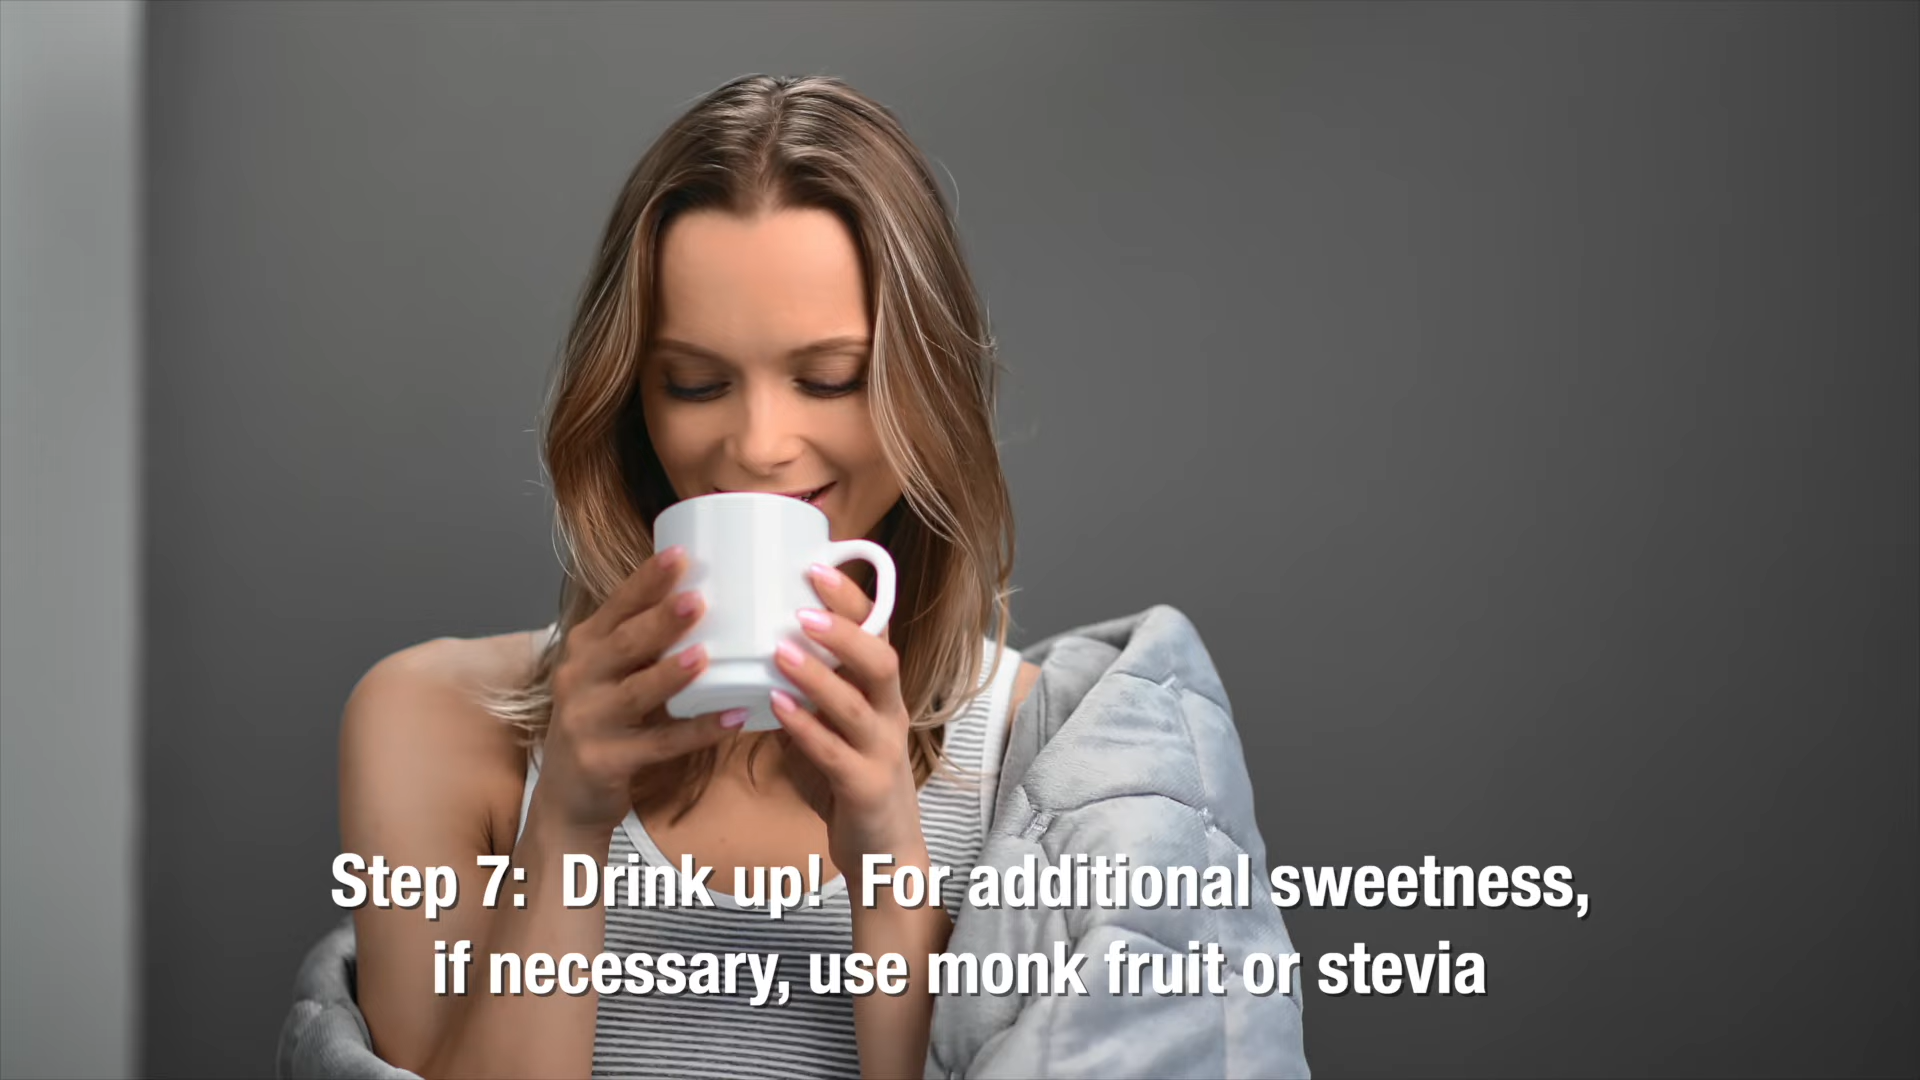 Step 7:  Drink up!  For additional sweetness,
if necessary, use monk fruit or stevia